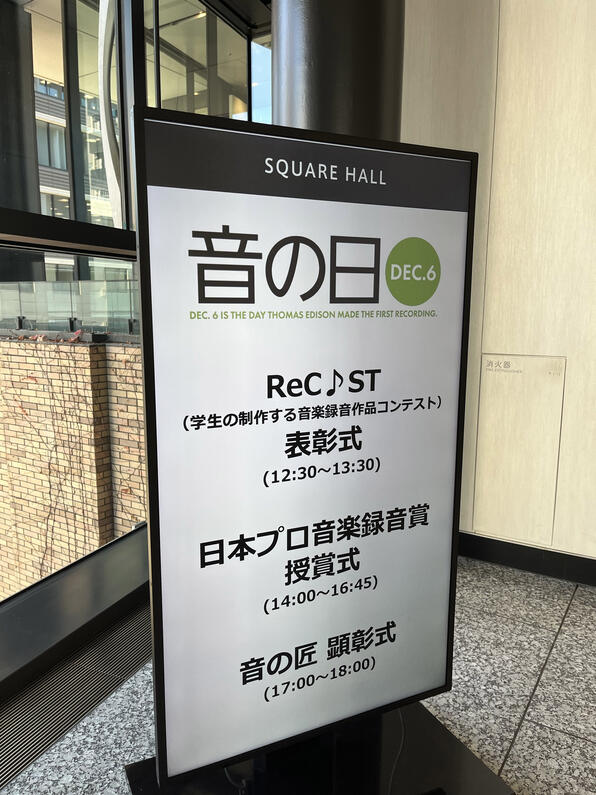 SQUARE HALL
音の日 DEC.6
DEC. 6 IS THE DAY THOMAS EDISON MADE THE FIRST RECORDING.
ReC♪ST
(学生の制作する音楽録音作品コンテスト)
表彰式
(12:30～13:30)
日本プロ音楽録音賞
授賞式
(14:00～16:45)
音の匠 顕彰式
(17:00～18:00)
消火器
FIRE EXTINGUISHER